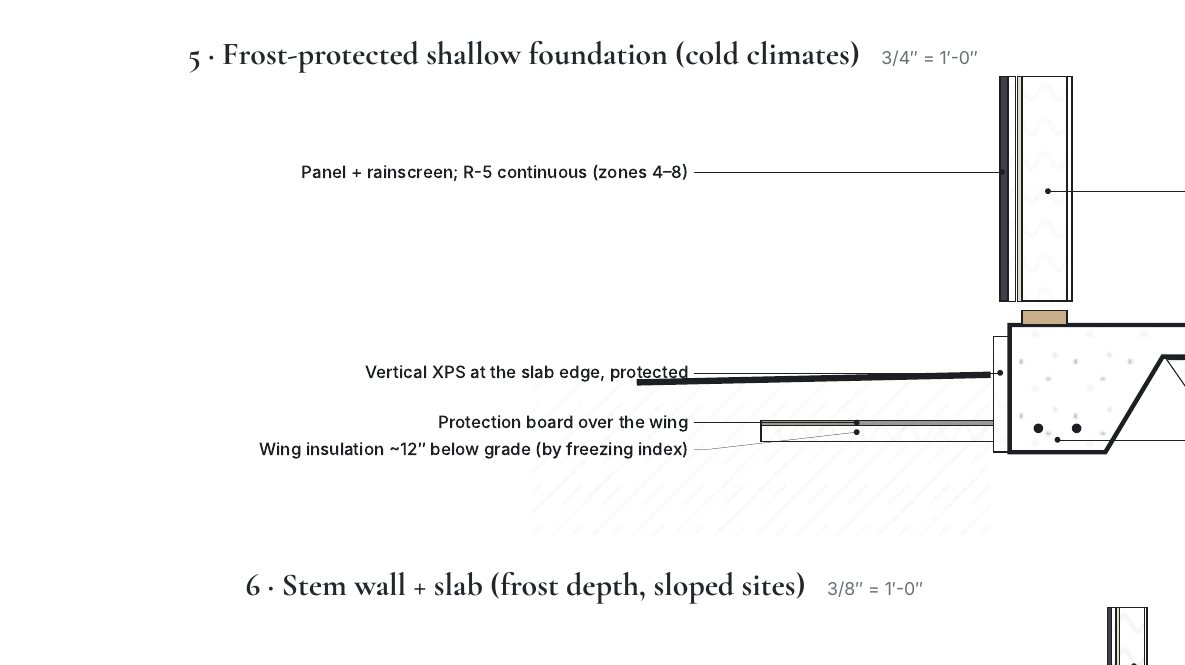 5 · Frost-protected shallow foundation (cold climates) 3/4″ = 1′-0″
Panel + rainscreen; R-5 continuous (zones 4–8)
Vertical XPS at the slab edge, protected
Protection board over the wing
Wing insulation ~12″ below grade (by freezing index)
6 · Stem wall + slab (frost depth, sloped sites) 3/8″ = 1′-0″